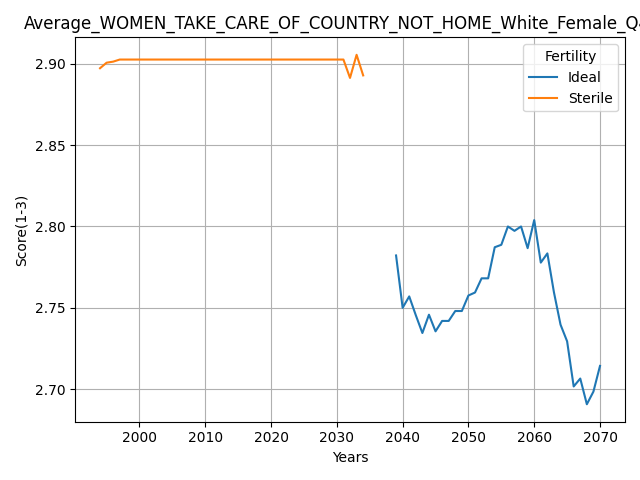 Average_WOMEN_TAKE_CARE_OF_COUNTRY_NOT_HOME_White_Female_Q4
Fertility
Ideal
Sterile
2.90
2.85
2.80
2.75
2.70
Score(1-3)
2000 2010 2020 2030 2040 2050 2060 2070
Years